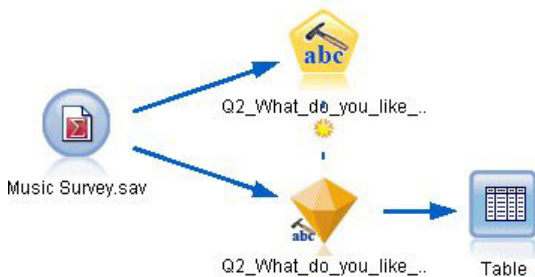 abc
Q2_What_do_you_like_..
Music Survey.sav
abc
Q2_What_do_you_like_..
Table